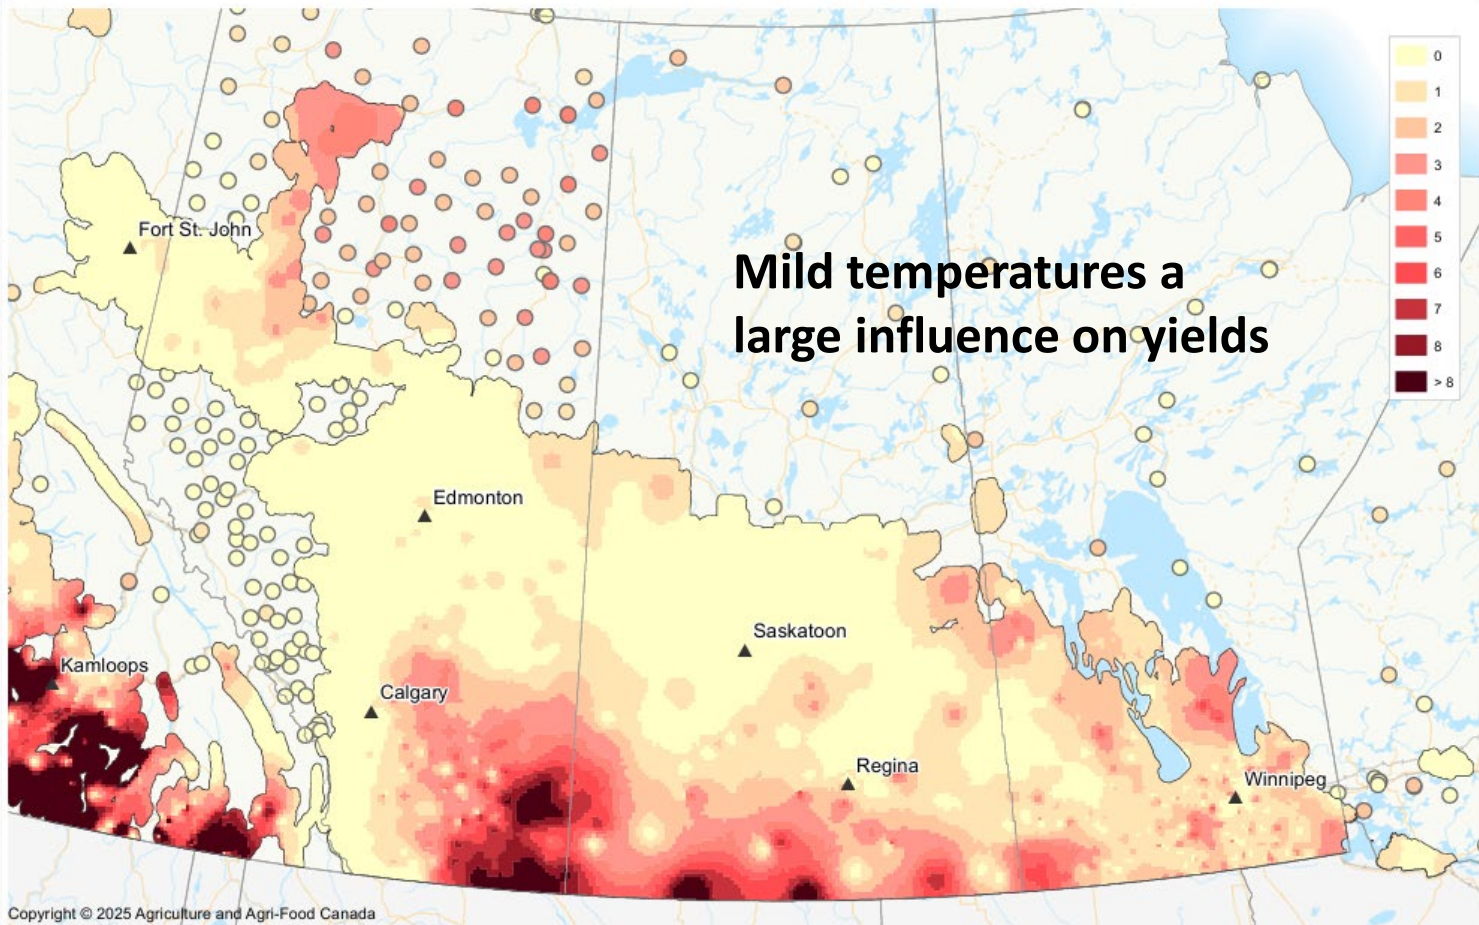 0
1
2
3
4
5
6
7
8
> 8
Fort St. John
Mild temperatures a
large influence on yields
Edmonton
Saskatoon
Kamloops
Calgary
Regina
Winnipeg
Copyright © 2025 Agriculture and Agri-Food Canada